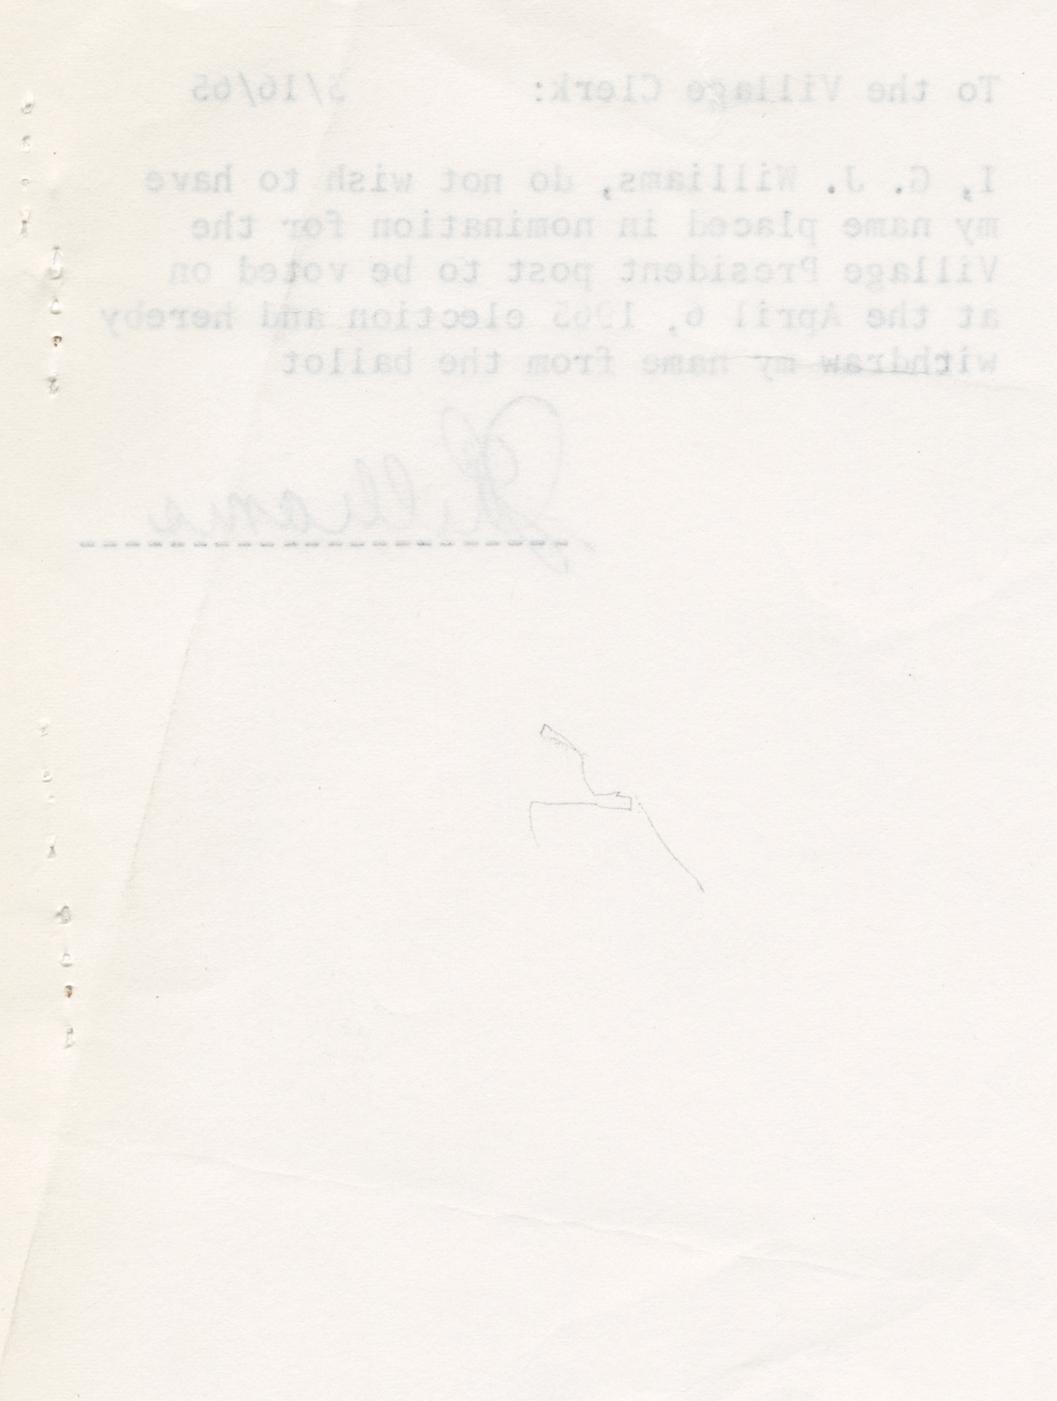 To the Village Clerk: 3/16/65
I, G. J. Williams, do not wish to have
my name placed in nomination for the
Village President post to be voted on
at the April 6, 1965 election and hereby
withdraw my name from the ballot
Williams